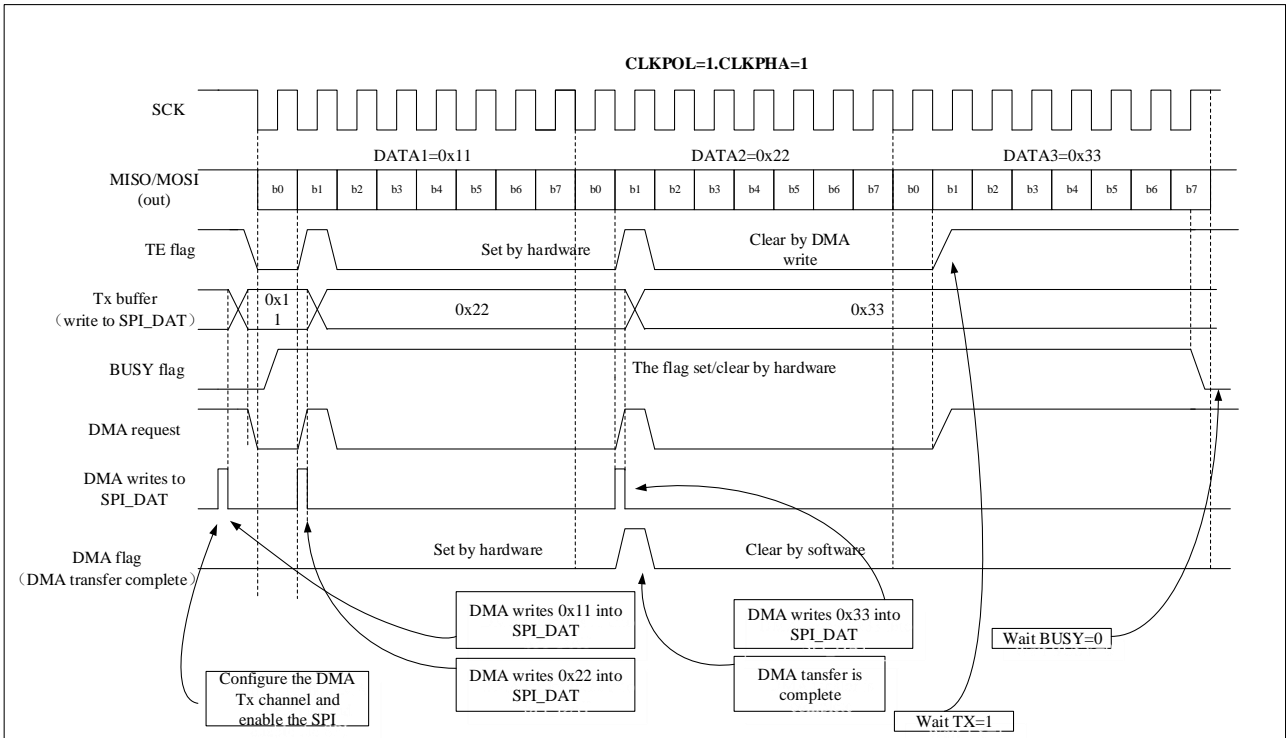 CLKPOL=1.CLKPHA=1
SCK
DATA1=0x11
DATA2=0x22
DATA3=0x33
MISO/MOSI
(out)
b0 b1 b2 b3 b4 b5 b6 b7 b0 b1 b2 b3 b4 b5 b6 b7 b0 b1 b2 b3 b4 b5 b6 b7
TE flag
Set by hardware
Clear by DMA
write
Tx buffer
（write to SPI_DAT）
0x1
1
0x22
0x33
BUSY flag
The flag set/clear by hardware
DMA request
DMA writes to
SPI_DAT
DMA flag
（DMA transfer complete）
Set by hardware
Clear by software
DMA writes 0x11 into
SPI_DAT
DMA writes 0x33 into
SPI_DAT
Wait BUSY=0
Configure the DMA
Tx channel and
enable the SPI
DMA writes 0x22 into
SPI_DAT
DMA tansfer is
complete
Wait TX=1